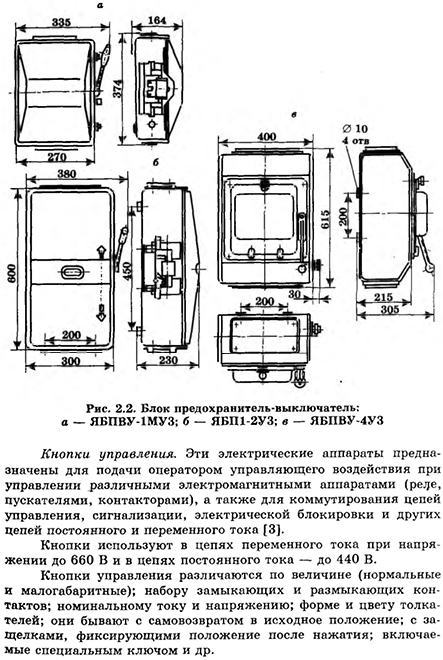 а
335
164
374
270
б
в
400
Ø 10
4 отв
380
600
450
615
200
200
300
230
30
215
305
200
Рис. 2.2. Блок предохранитель-выключатель:
а — ЯБПВУ-1МУЗ; б — ЯБП1-2УЗ; в — ЯБПВУ-4УЗ
Кнопки управления. Эти электрические аппараты предна-
значены для подачи оператором управляющего воздействия при
управлении различными электромагнитными аппаратами (реле,
пускателями, контакторами), а также для коммутирования цепей
управления, сигнализации, электрической блокировки и других
цепей постоянного и переменного тока [3].
Кнопки используют в цепях переменного тока при напря-
жении до 660 В и в цепях постоянного тока — до 440 В.
Кнопки управления различаются по величине (нормальные
и малогабаритные); набору замыкающих и размыкающих кон-
тактов; номинальному току и напряжению; форме и цвету толка-
телей; они бывают с самовозвратом в исходное положение; с за-
щелками, фиксирующими положение после нажатия; включае-
мые специальным ключом и др.